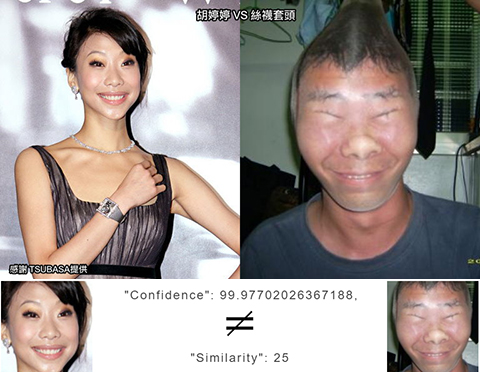 胡婷婷 VS 絲襪套頭
感謝 TSUBASA提供
"Confidence": 99.97702026367188,
≠
"Similarity": 25